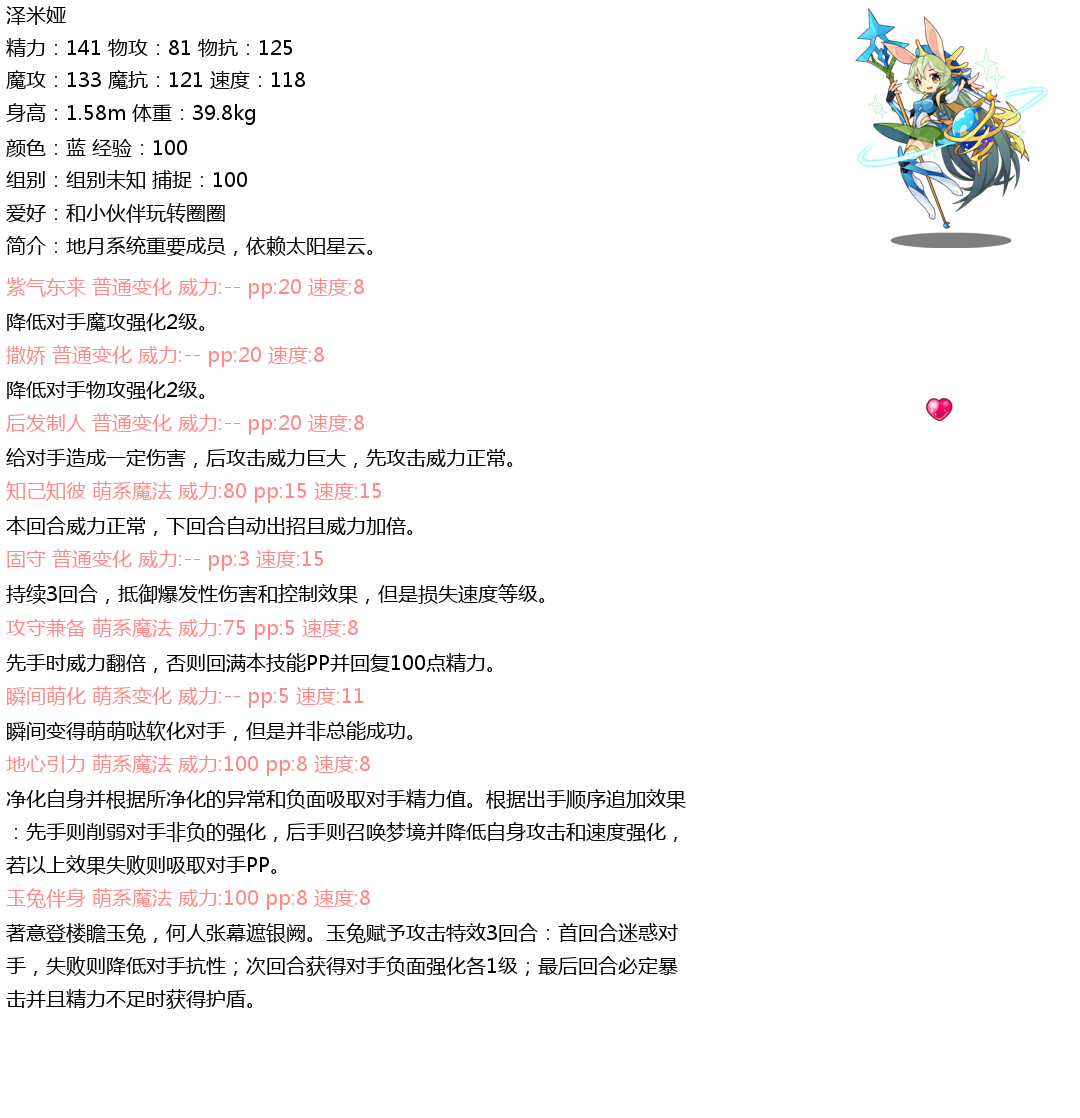 泽米娅
精力：141 物攻：81 物抗：125
魔攻：133 魔抗：121 速度：118
身高：1.58m 体重：39.8kg
颜色：蓝 经验：100
组别：组别未知 捕捉：100
爱好：和小伙伴玩转圈圈
简介：地月系统重要成员，依赖太阳星云。
紫气东来 普通变化 威力:-- pp:20 速度:8
降低对手魔攻强化2级。
撒娇 普通变化 威力:-- pp:20 速度:8
降低对手物攻强化2级。
后发制人 普通变化 威力:-- pp:20 速度:8
给对手造成一定伤害，后攻击威力巨大，先攻击威力正常。
知己知彼 萌系魔法 威力:80 pp:15 速度:15
本回合威力正常，下回合自动出招且威力加倍。
固守 普通变化 威力:-- pp:3 速度:15
持续3回合，抵御爆发性伤害和控制效果，但是损失速度等级。
攻守兼备 萌系魔法 威力:75 pp:5 速度:8
先手时威力翻倍，否则回满本技能PP并回复100点精力。
瞬间萌化 萌系变化 威力:-- pp:5 速度:11
瞬间变得萌萌哒软化对手，但是并非总能成功。
地心引力 萌系魔法 威力:100 pp:8 速度:8
净化自身并根据所净化的异常和负面吸取对手精力值。根据出手顺序追加效果
：先手则削弱对手非负的强化，后手则召唤梦境并降低自身攻击和速度强化，
若以上效果失败则吸取对手PP。
玉兔伴身 萌系魔法 威力:100 pp:8 速度:8
著意登楼瞻玉兔，何人张幕遮银阙。玉兔赋予攻击特效3回合：首回合迷惑对
手，失败则降低对手抗性；次回合获得对手负面强化各1级；最后回合必定暴
击并且精力不足时获得护盾。